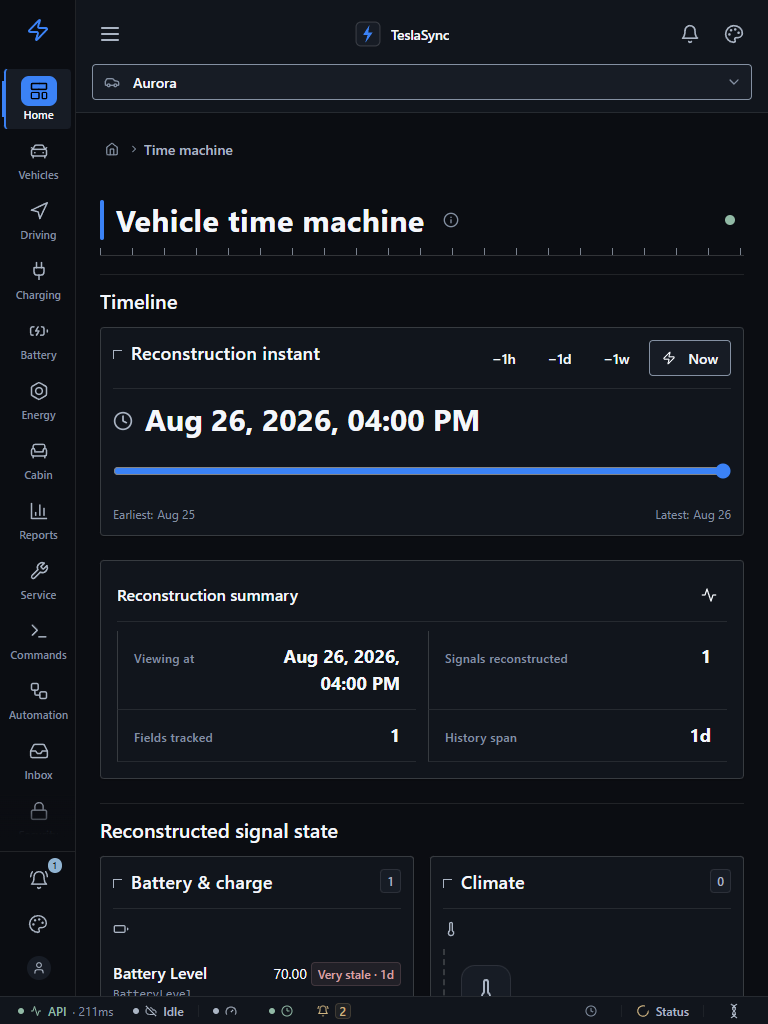 TeslaSync
Aurora
Home
Vehicles
Driving
Charging
Battery
Energy
Cabin
Reports
Service
Commands
Automation
Inbox
1
Time machine
Vehicle time machine
Timeline
Reconstruction instant
−1h
−1d
−1w
Now
Aug 26, 2026, 04:00 PM
Earliest: Aug 25
Latest: Aug 26
Reconstruction summary
Viewing at
Aug 26, 2026,
04:00 PM
Signals reconstructed
1
Fields tracked
1
History span
1d
Reconstructed signal state
Battery & charge
1
Battery Level
70.00
Very stale · 1d
BatteryLevel
Climate
0
API · 211ms
Idle
2
Status